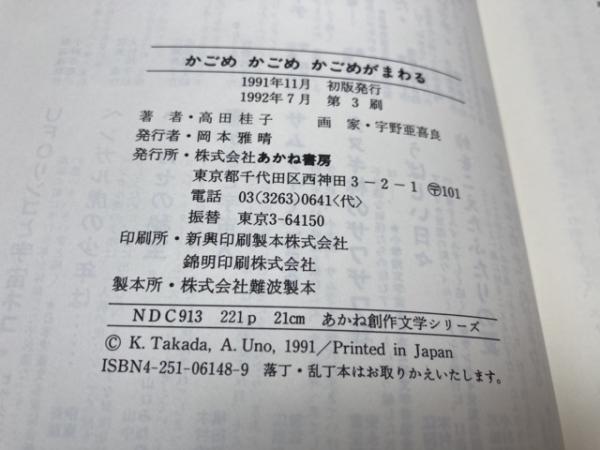 かごめ かごめ かごめがまわる
1991年11月 初版発行
1992年7月 第3刷
著者・高田桂子 画家・宇野亜喜良
発行者・岡本雅晴
発行所・株式会社あかね書房
東京都千代田区西神田3-2-1 〶101
電話 03(3263)0641〈代〉
振替 東京3-64150
印刷所・新興印刷製本株式会社
錦明印刷株式会社
製本所・株式会社難波製本
NDC913 221p 21cm あかね創作文学シリーズ
© K. Takada, A. Uno, 1991/Printed in Japan
ISBN4-251-06148-9 落丁・乱丁本はお取りかえいたします。